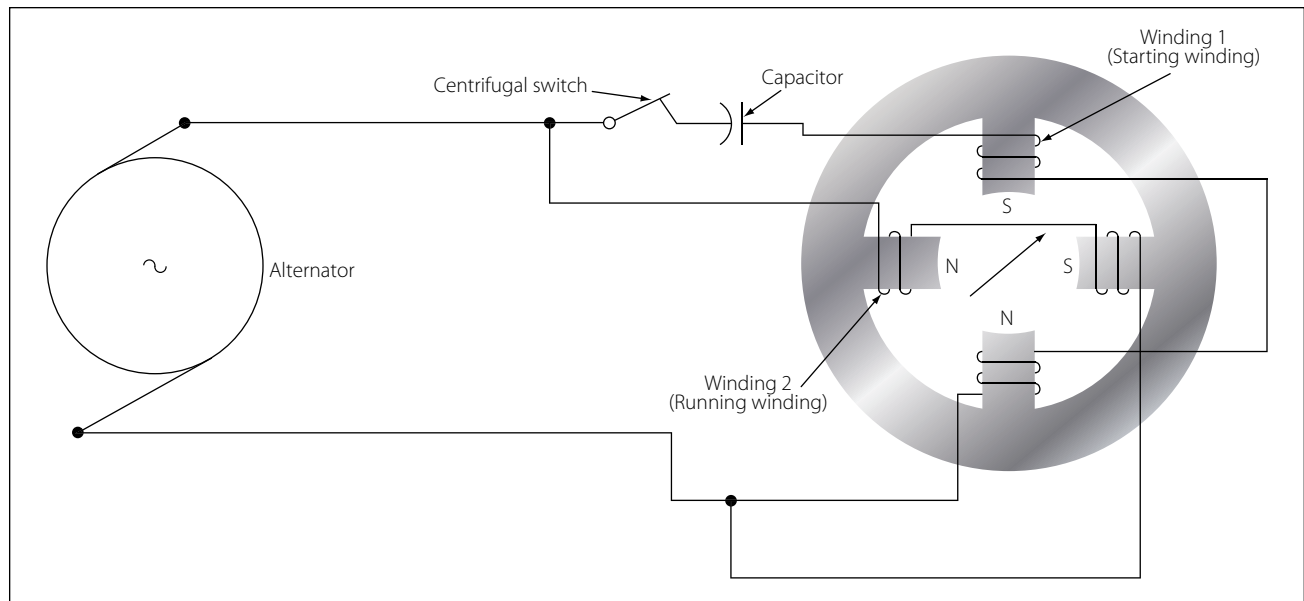 Winding 1
(Starting winding)
Capacitor
Centrifugal switch
S
Alternator
N
S
N
Winding 2
(Running winding)